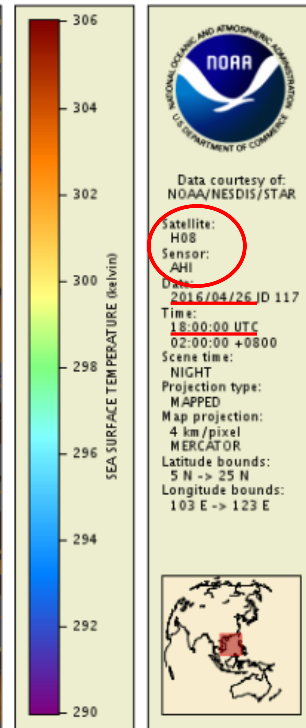 306
304
302
300
298
296
294
292
290
SEA SURFACE TEMPERATURE (kelvin)
NATIONAL OCEANIC AND ATMOSPHERIC ADMINISTRATION
NOAA
U.S. DEPARTMENT OF COMMERCE
Data courtesy of:
NOAA/NESDIS/STAR
Satellite:
H08
Sensor:
AHI
Date:
2016/04/26 JD 117
Time:
18:00:00 UTC
02:00:00 +0800
Scene time:
NIGHT
Projection type:
MAPPED
Map projection:
4 km/pixel
MERCATOR
Latitude bounds:
5 N -> 25 N
Longitude bounds:
103 E -> 123 E